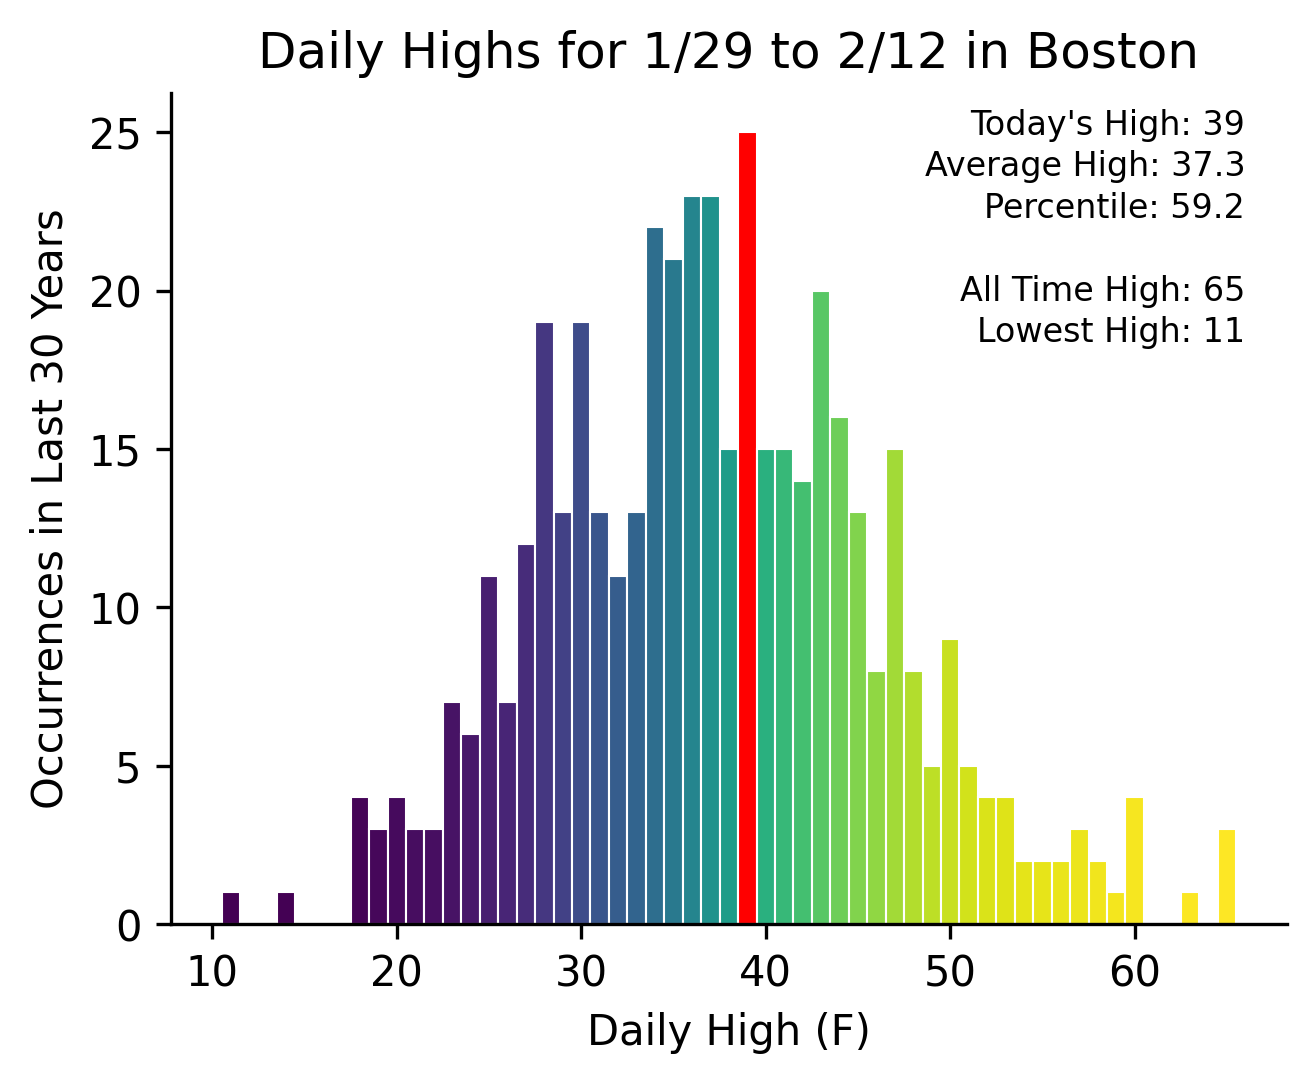 Daily Highs for 1/29 to 2/12 in Boston
Today's High: 39
Average High: 37.3
Percentile: 59.2
All Time High: 65
Lowest High: 11
Occurrences in Last 30 Years
25
20
15
10
5
0
10 20 30 40 50 60
Daily High (F)